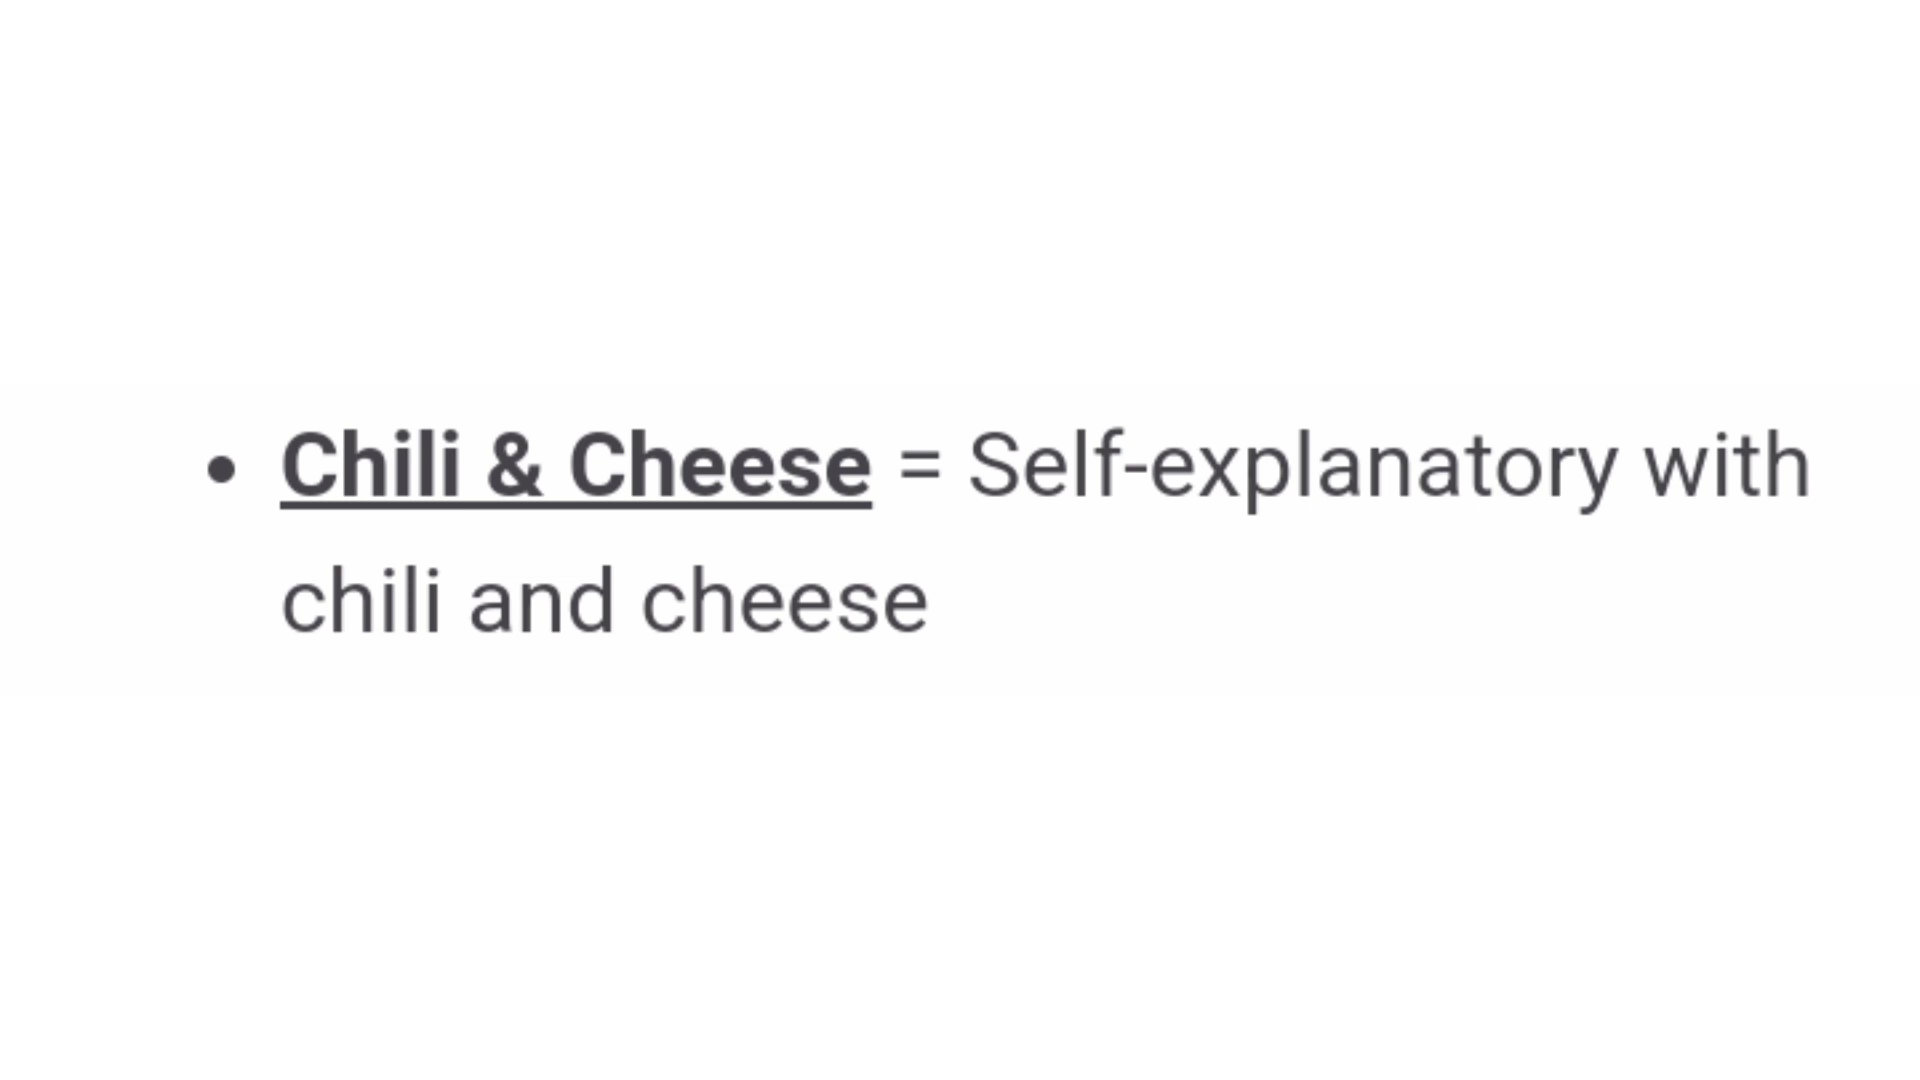 • Chili & Cheese = Self-explanatory with
chili and cheese